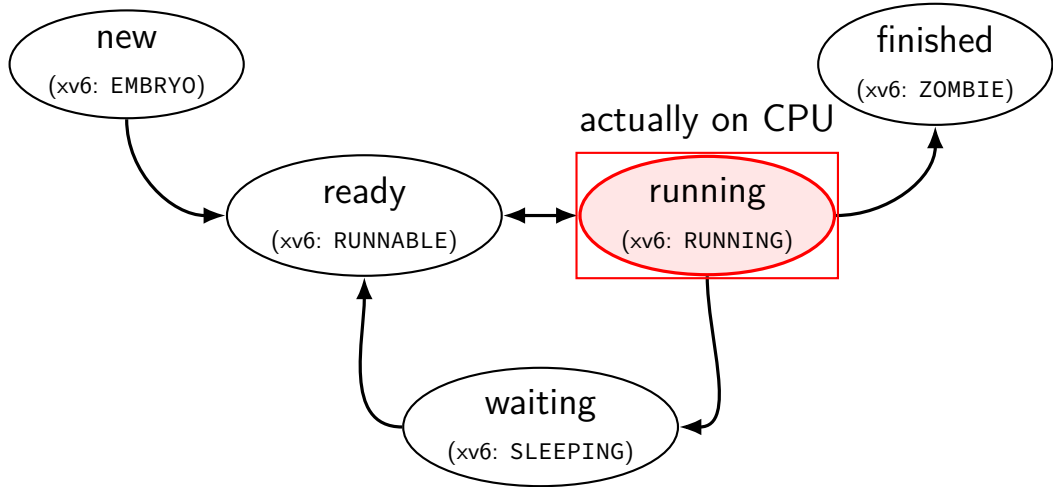 new
(xv6: EMBRYO)
finished
(xv6: ZOMBIE)
actually on CPU
ready
(xv6: RUNNABLE)
running
(xv6: RUNNING)
waiting
(xv6: SLEEPING)